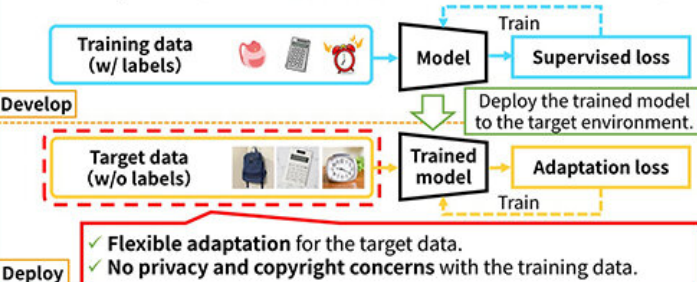 Training data
(w/ labels)
Model
Train
Supervised loss
Develop
Deploy the trained model
to the target environment.
Target data
(w/o labels)
Trained
model
Adaptation loss
Train
✓ Flexible adaptation for the target data.
✓ No privacy and copyright concerns with the training data.
Deploy